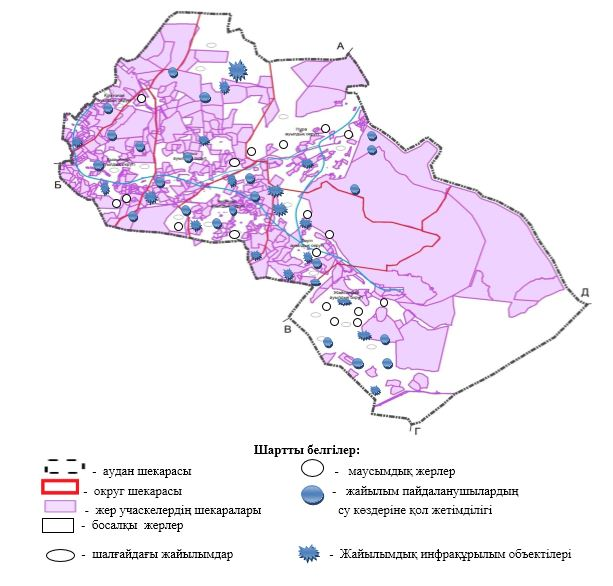 А
Б
Д
В
Г
Шартты белгілер:
- аудан шекарасы
- округ шекарасы
- жер учаскелердің шекаралары
- босалқы жерлер
- шалғайдағы жайылымдар
- маусымдық жерлер
- жайылым пайдаланушылардың
су көздеріне қол жетімділігі
- Жайылымдық инфрақұрылым объектілері